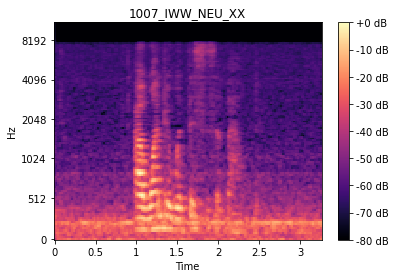 1007_IWW_NEU_XX
Hz
8192
4096
2048
1024
512
0
0 0.5 1 1.5 2 2.5 3
Time
+0 dB
-10 dB
-20 dB
-30 dB
-40 dB
-50 dB
-60 dB
-70 dB
-80 dB